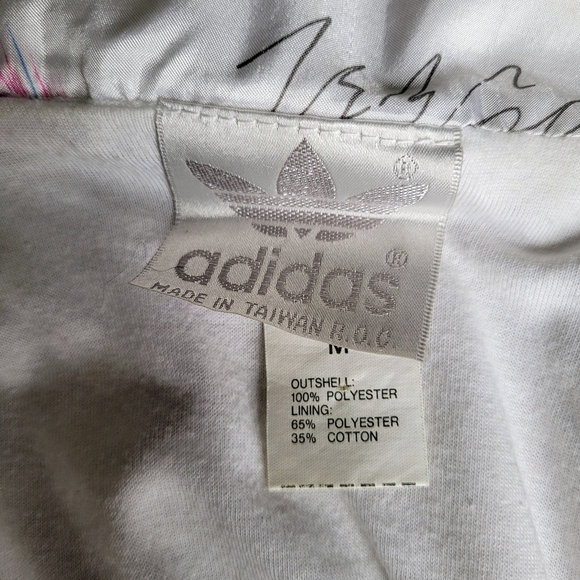 ®
adidas®
MADE IN TAIWAN R.O.C.
M
OUTSHELL:
100% POLYESTER
LINING:
65% POLYESTER
35% COTTON